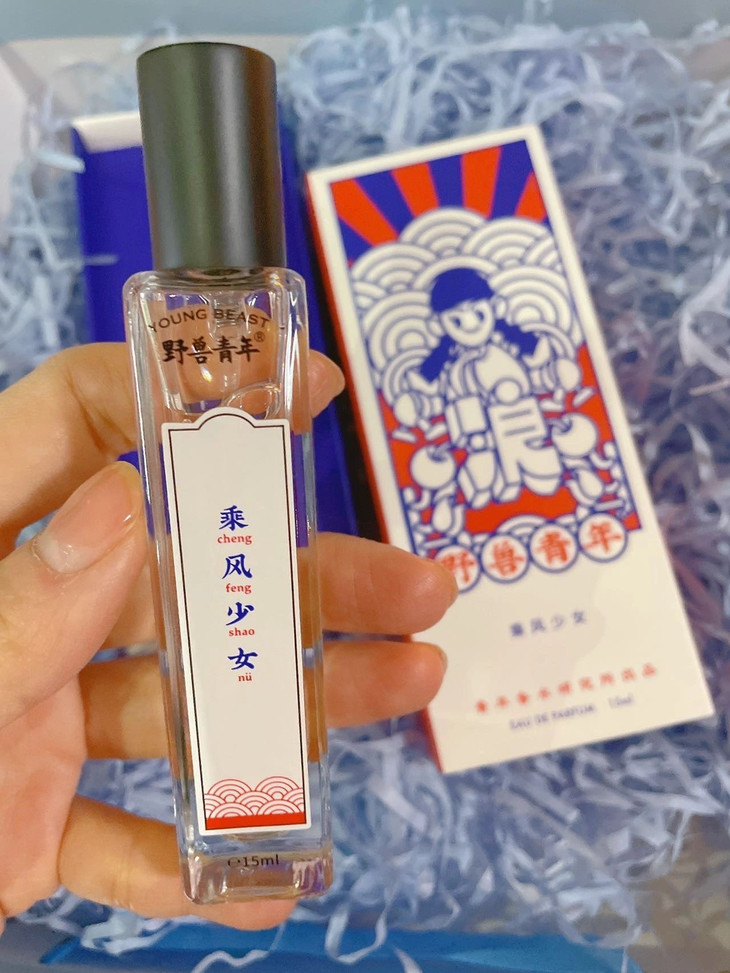 YOUNG BEAST
野兽青年®
乘
cheng
风
feng
少
shao
女
nü
℮15ml
浪
野兽青年
乘风少女
EAU DE PARFUM 15ml